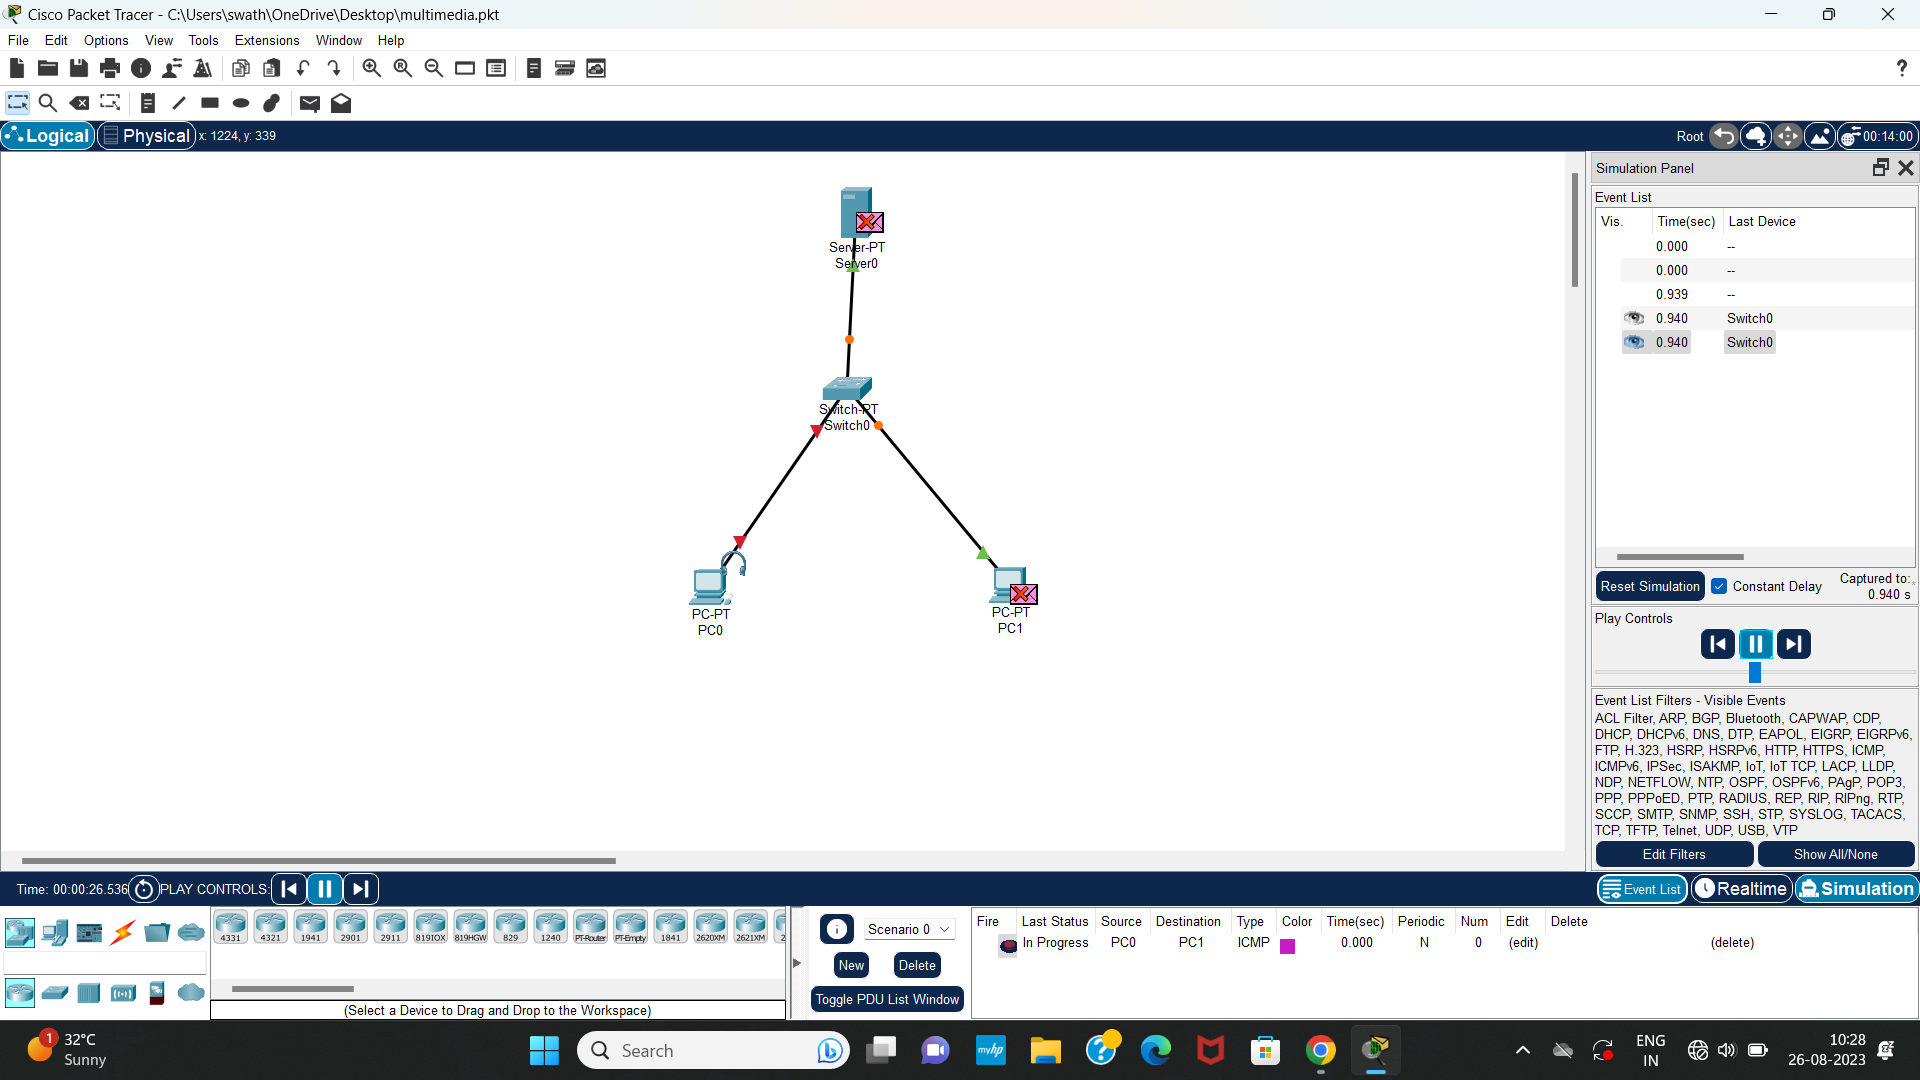 Cisco Packet Tracer - C:\Users\swath\OneDrive\Desktop\multimedia.pkt
File Edit Options View Tools Extensions Window Help
?
Logical Physical x: 1224, y: 339
Root 00:14:00
Simulation Panel
Event List
Vis. Time(sec) Last Device
0.000 --
0.000 --
0.939 --
0.940 Switch0
0.940 Switch0
Server-PT
Server0
Switch-PT
Switch0
PC-PT
PC0
PC-PT
PC1
Reset Simulation Constant Delay Captured to:
0.940 s
Play Controls
Event List Filters - Visible Events
ACL Filter, ARP, BGP, Bluetooth, CAPWAP, CDP,
DHCP, DHCPv6, DNS, DTP, EAPOL, EIGRP, EIGRPv6,
FTP, H.323, HSRP, HSRPv6, HTTP, HTTPS, ICMP,
ICMPv6, IPSec, ISAKMP, IoT, IoT TCP, LACP, LLDP,
NDP, NETFLOW, NTP, OSPF, OSPFv6, PAgP, POP3,
PPP, PPPoED, PTP, RADIUS, REP, RIP, RIPng, RTP,
SCCP, SMTP, SNMP, SSH, STP, SYSLOG, TACACS,
TCP, TFTP, Telnet, UDP, USB, VTP
Edit Filters Show All/None
Time: 00:00:26.536 PLAY CONTROLS:
Event List Realtime Simulation
4331 4321 1941 2901 2911 819IOX 819HGW 829 1240 PT-Router PT-Empty 1841 2620XM 2621XM 2
(Select a Device to Drag and Drop to the Workspace)
Scenario 0
New Delete
Toggle PDU List Window
Fire Last Status Source Destination Type Color Time(sec) Periodic Num Edit Delete
In Progress PC0 PC1 ICMP 0.000 N 0 (edit) (delete)
1
32°C
Sunny
Search
myhp
ENG
IN
10:28
26-08-2023